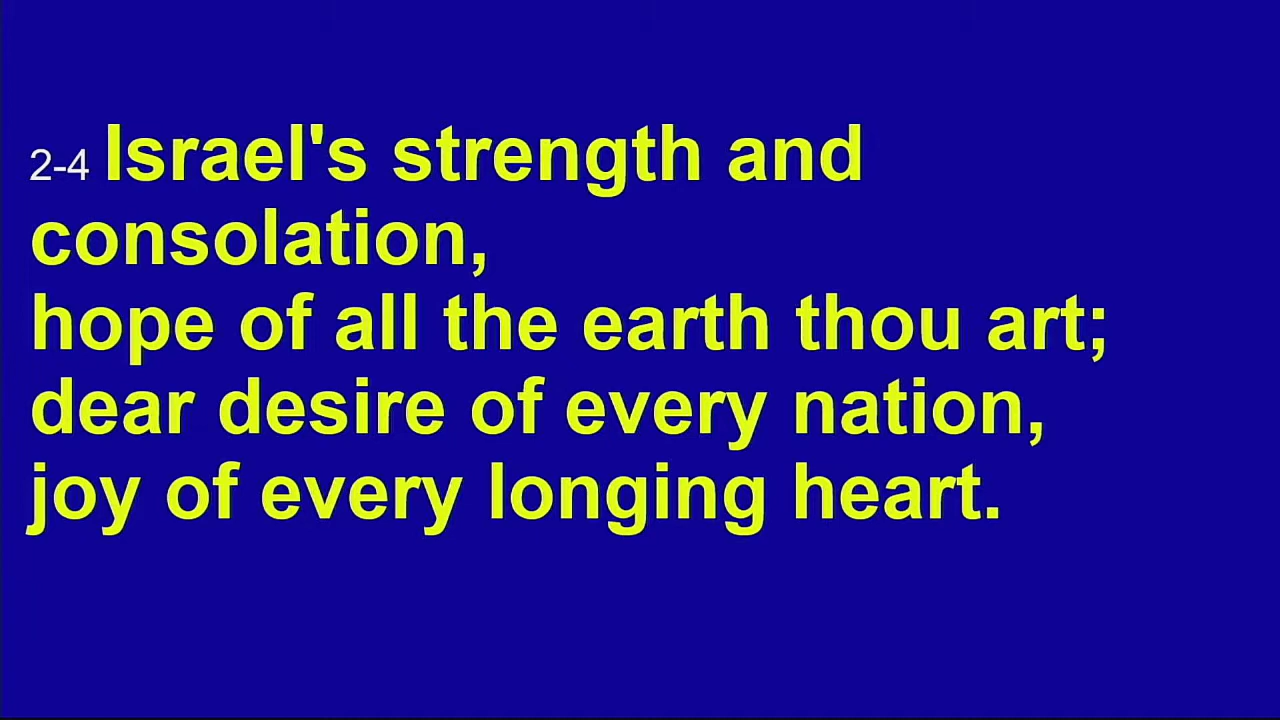 2-4 Israel's strength and
consolation,
hope of all the earth thou art;
dear desire of every nation,
joy of every longing heart.